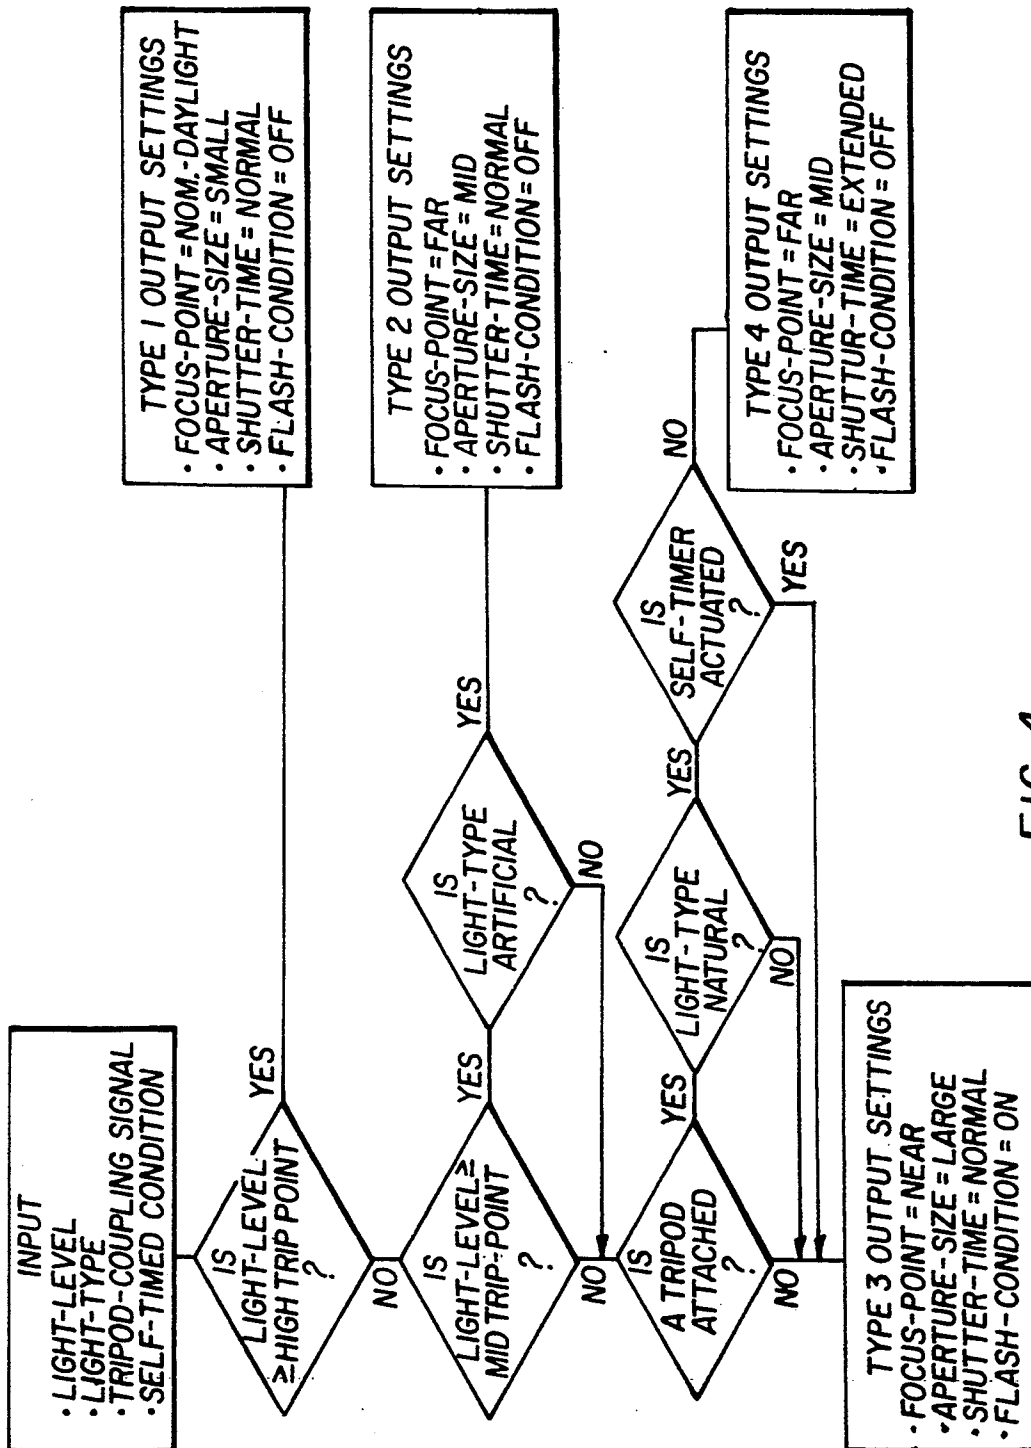 INPUT
• LIGHT-LEVEL
• LIGHT-TYPE
• TRIPOD-COUPLING SIGNAL
• SELF-TIMED CONDITION
IS
LIGHT-LEVEL
≥HIGH TRIP POINT
?
YES
NO
TYPE 1 OUTPUT SETTINGS
• FOCUS-POINT=NOM.-DAYLIGHT
• APERTURE-SIZE=SMALL
• SHUTTER-TIME=NORMAL
• FLASH-CONDITION=OFF
IS
LIGHT-LEVEL≥
MID TRIP-POINT
?
YES
NO
IS
LIGHT-TYPE
ARTIFICIAL
?
YES
NO
TYPE 2 OUTPUT SETTINGS
• FOCUS-POINT=FAR
• APERTURE-SIZE=MID
• SHUTTER-TIME=NORMAL
• FLASH-CONDITION=OFF
IS
A TRIPOD
ATTACHED
?
YES
NO
IS
LIGHT-TYPE
NATURAL
?
YES
NO
IS
SELF-TIMER
ACTUATED
?
NO
YES
TYPE 4 OUTPUT SETTINGS
• FOCUS-POINT=FAR
• APERTURE-SIZE=MID
• SHUTTUR-TIME=EXTENDED
• FLASH-CONDITION=OFF
TYPE 3 OUTPUT SETTINGS
• FOCUS-POINT=NEAR
• APERTURE-SIZE=LARGE
• SHUTTER-TIME=NORMAL
• FLASH-CONDITION=ON
FIG. 4